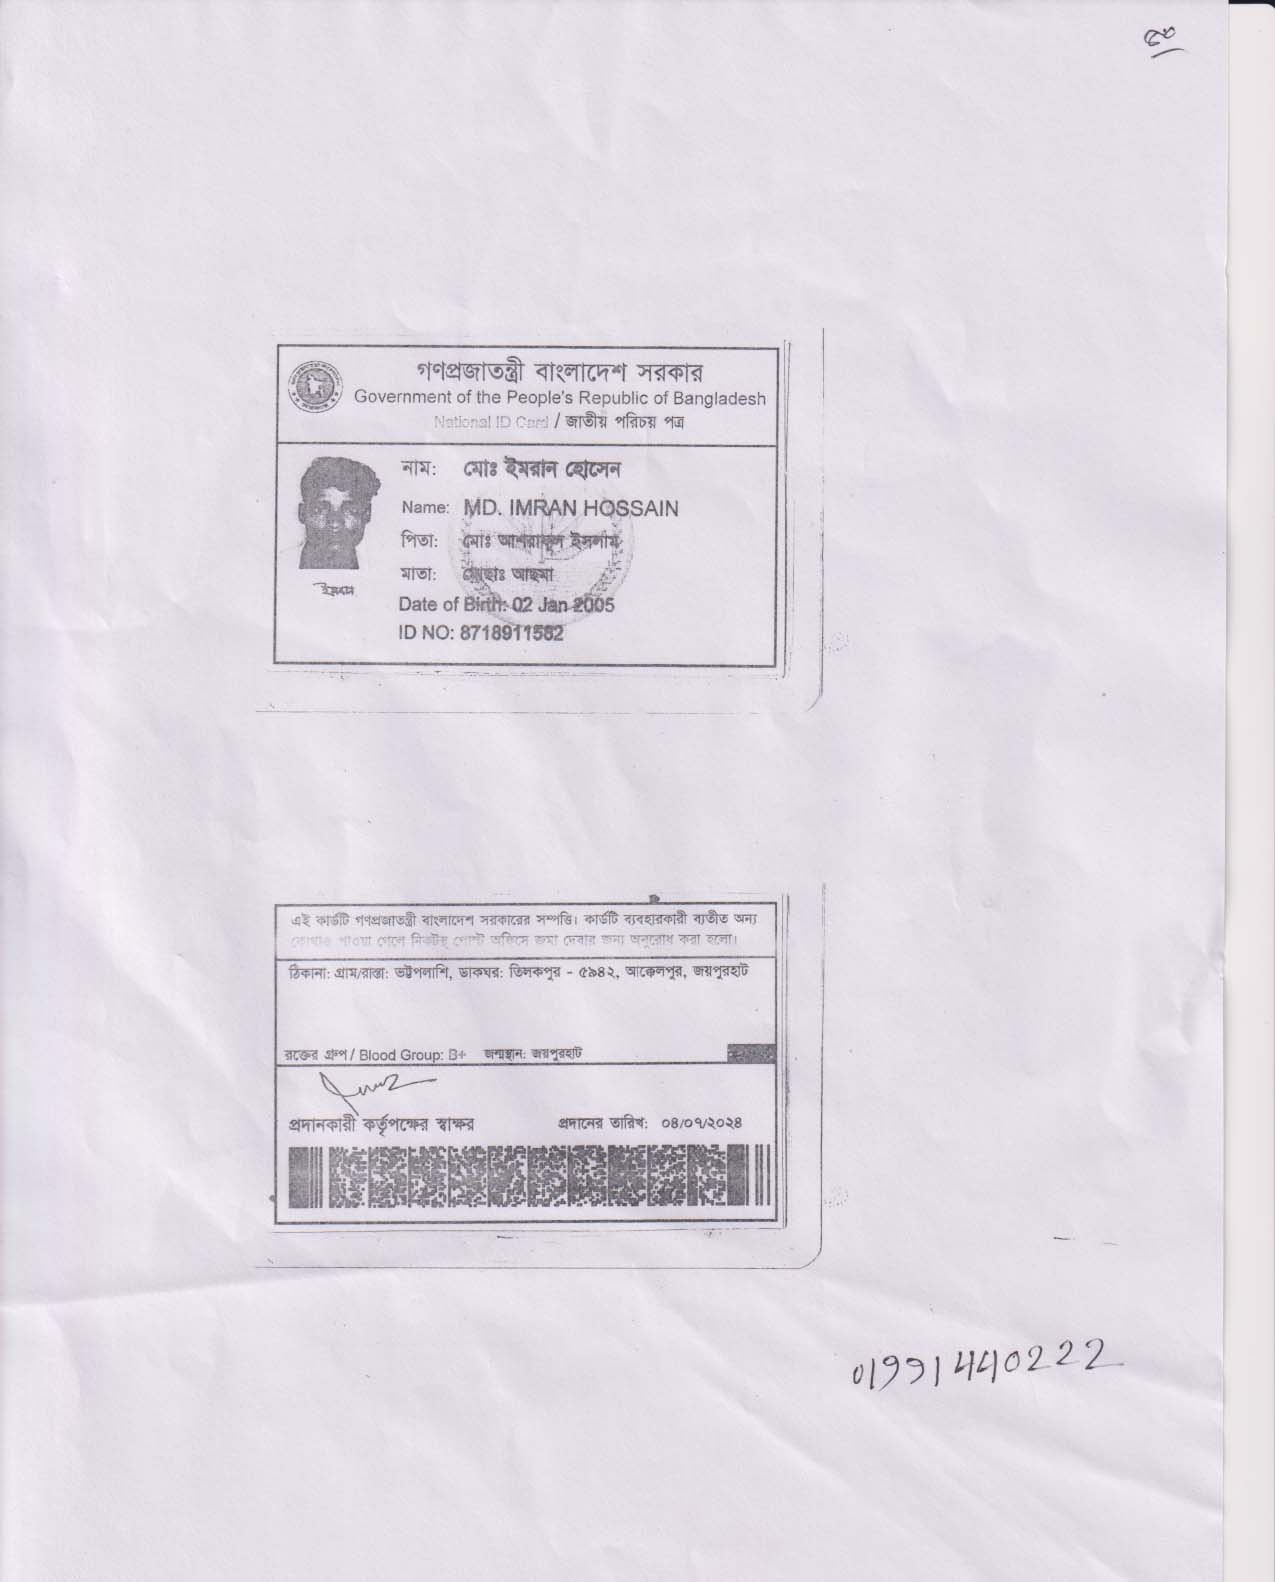 ৫০
গণপ্রজাতন্ত্রী বাংলাদেশ সরকার
Government of the People's Republic of Bangladesh
National ID Card / জাতীয় পরিচয় পত্র
নাম: মোঃ ইমরান হোসেন
Name: MD. IMRAN HOSSAIN
পিতা: মোঃ আশরাফুল ইসলাম
মাতা: মোছাঃ আছমা
ইমরান
Date of Birth: 02 Jan 2005
ID NO: 8718911582
এই কার্ডটি গণপ্রজাতন্ত্রী বাংলাদেশ সরকারের সম্পত্তি। কার্ডটি ব্যবহারকারী ব্যতীত অন্য
কোথাও পাওয়া গেলে নিকটস্থ পোস্ট অফিসে জমা দেবার জন্য অনুরোধ করা হলো।
ঠিকানা: গ্রাম/রাস্তা: ভট্টপলাশি, ডাকঘর: তিলকপুর - ৫৯৪২, আক্কেলপুর, জয়পুরহাট
রক্তের গ্রুপ / Blood Group: B+ জন্মস্থান: জয়পুরহাট
প্রদানকারী কর্তৃপক্ষের স্বাক্ষর প্রদানের তারিখ: ০৪/০৭/২০২৪
01991440222